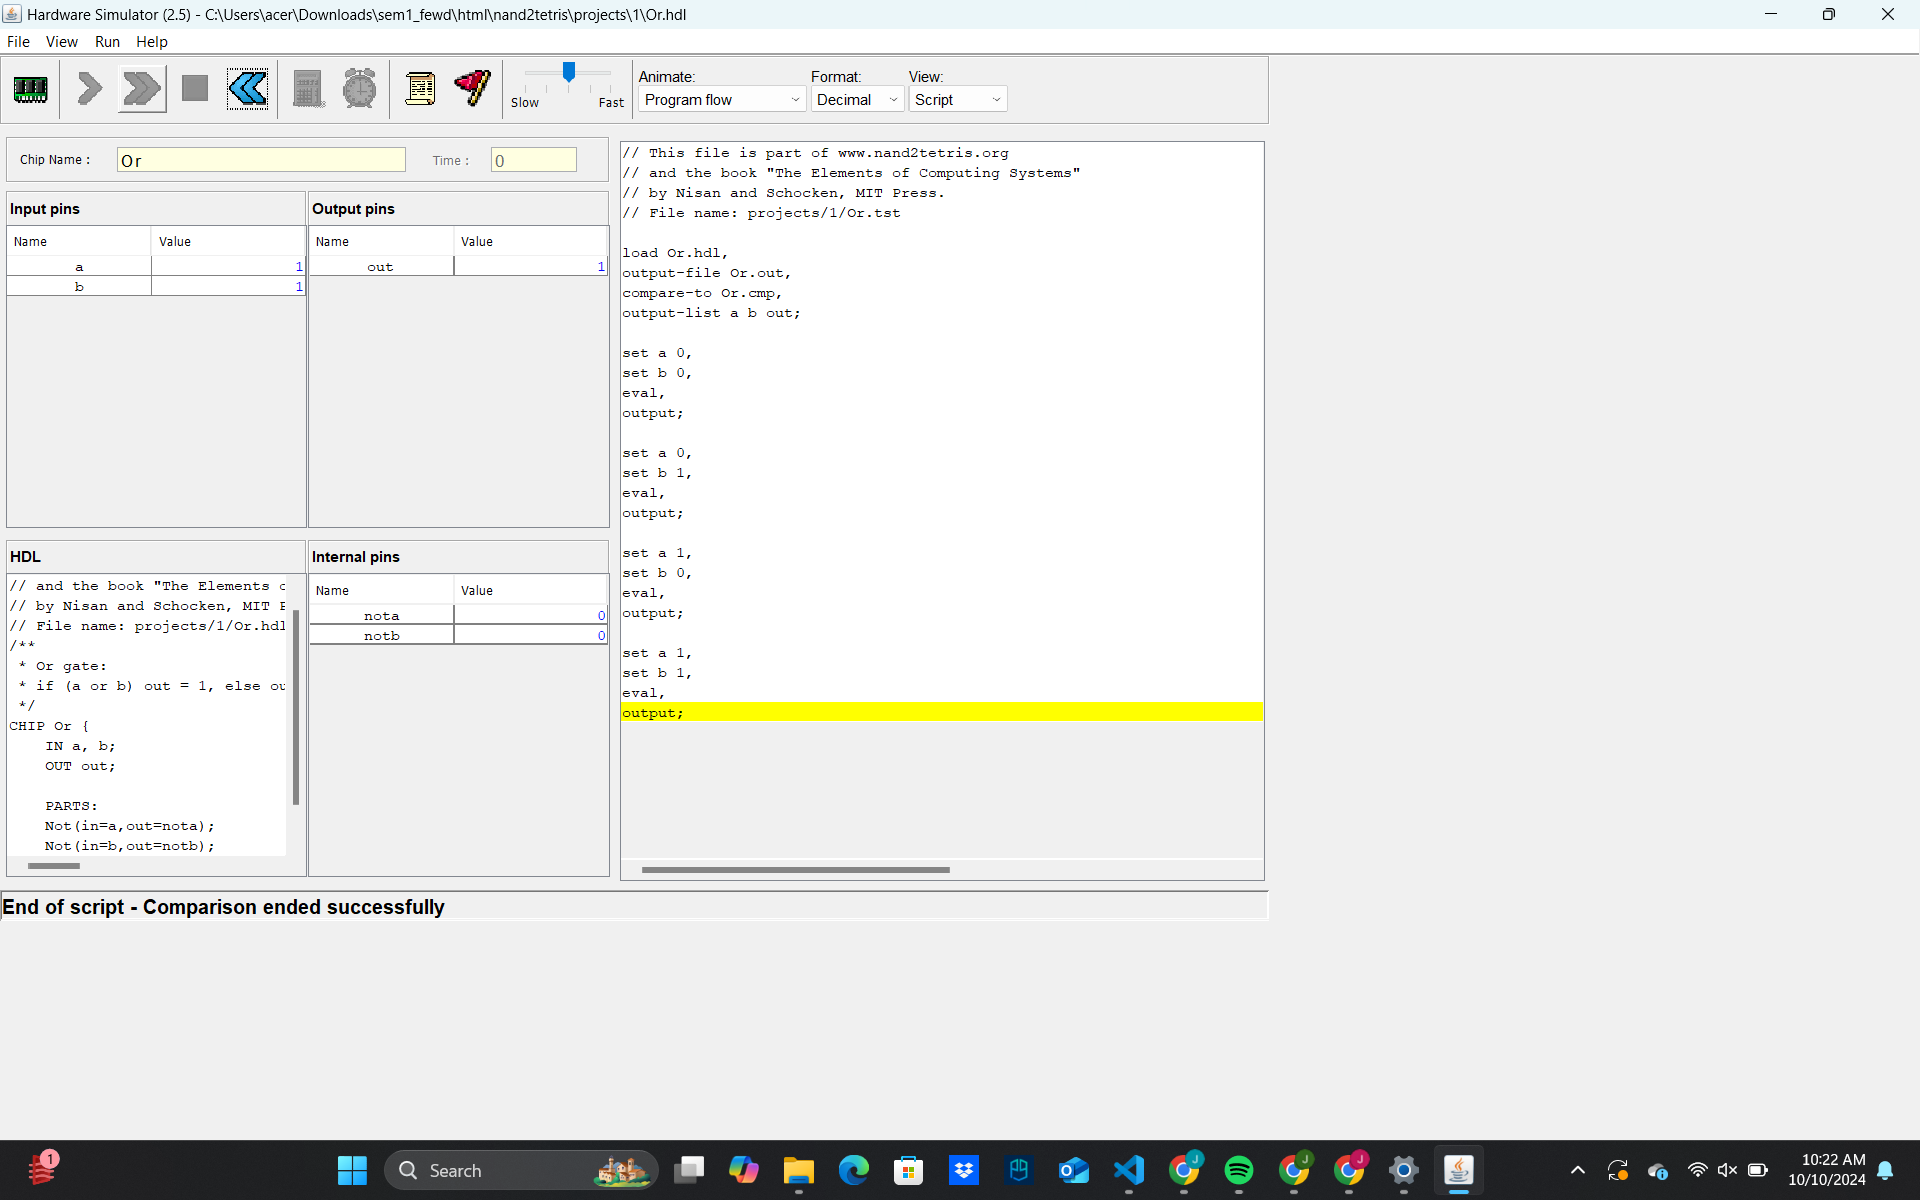 Hardware Simulator (2.5) - C:\Users\acer\Downloads\sem1_fewd\html\nand2tetris\projects\1\Or.hdl
File View Run Help
Slow Fast
Animate: Format: View:
Program flow Decimal Script
Chip Name : Or Time : 0
Input pins
Name Value
a 1
b 1
Output pins
Name Value
out 1
HDL
// and the book "The Elements
// by Nisan and Schocken, MIT
// File name: projects/1/Or.hdl
/**
* Or gate:
* if (a or b) out = 1, else
*/
CHIP Or {
IN a, b;
OUT out;
PARTS:
Not(in=a,out=nota);
Not(in=b,out=notb);
Internal pins
Name Value
nota 0
notb 0
// This file is part of www.nand2tetris.org
// and the book "The Elements of Computing Systems"
// by Nisan and Schocken, MIT Press.
// File name: projects/1/Or.tst
load Or.hdl,
output-file Or.out,
compare-to Or.cmp,
output-list a b out;
set a 0,
set b 0,
eval,
output;
set a 0,
set b 1,
eval,
output;
set a 1,
set b 0,
eval,
output;
set a 1,
set b 1,
eval,
output;
End of script - Comparison ended successfully
1
Search
J
J
J
10:22 AM
10/10/2024